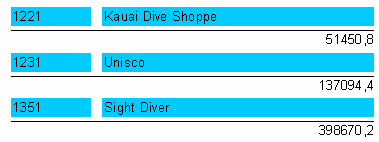 1221 Kauai Dive Shoppe
51450,8
1231 Unisco
137094,4
1351 Sight Diver
398670,2